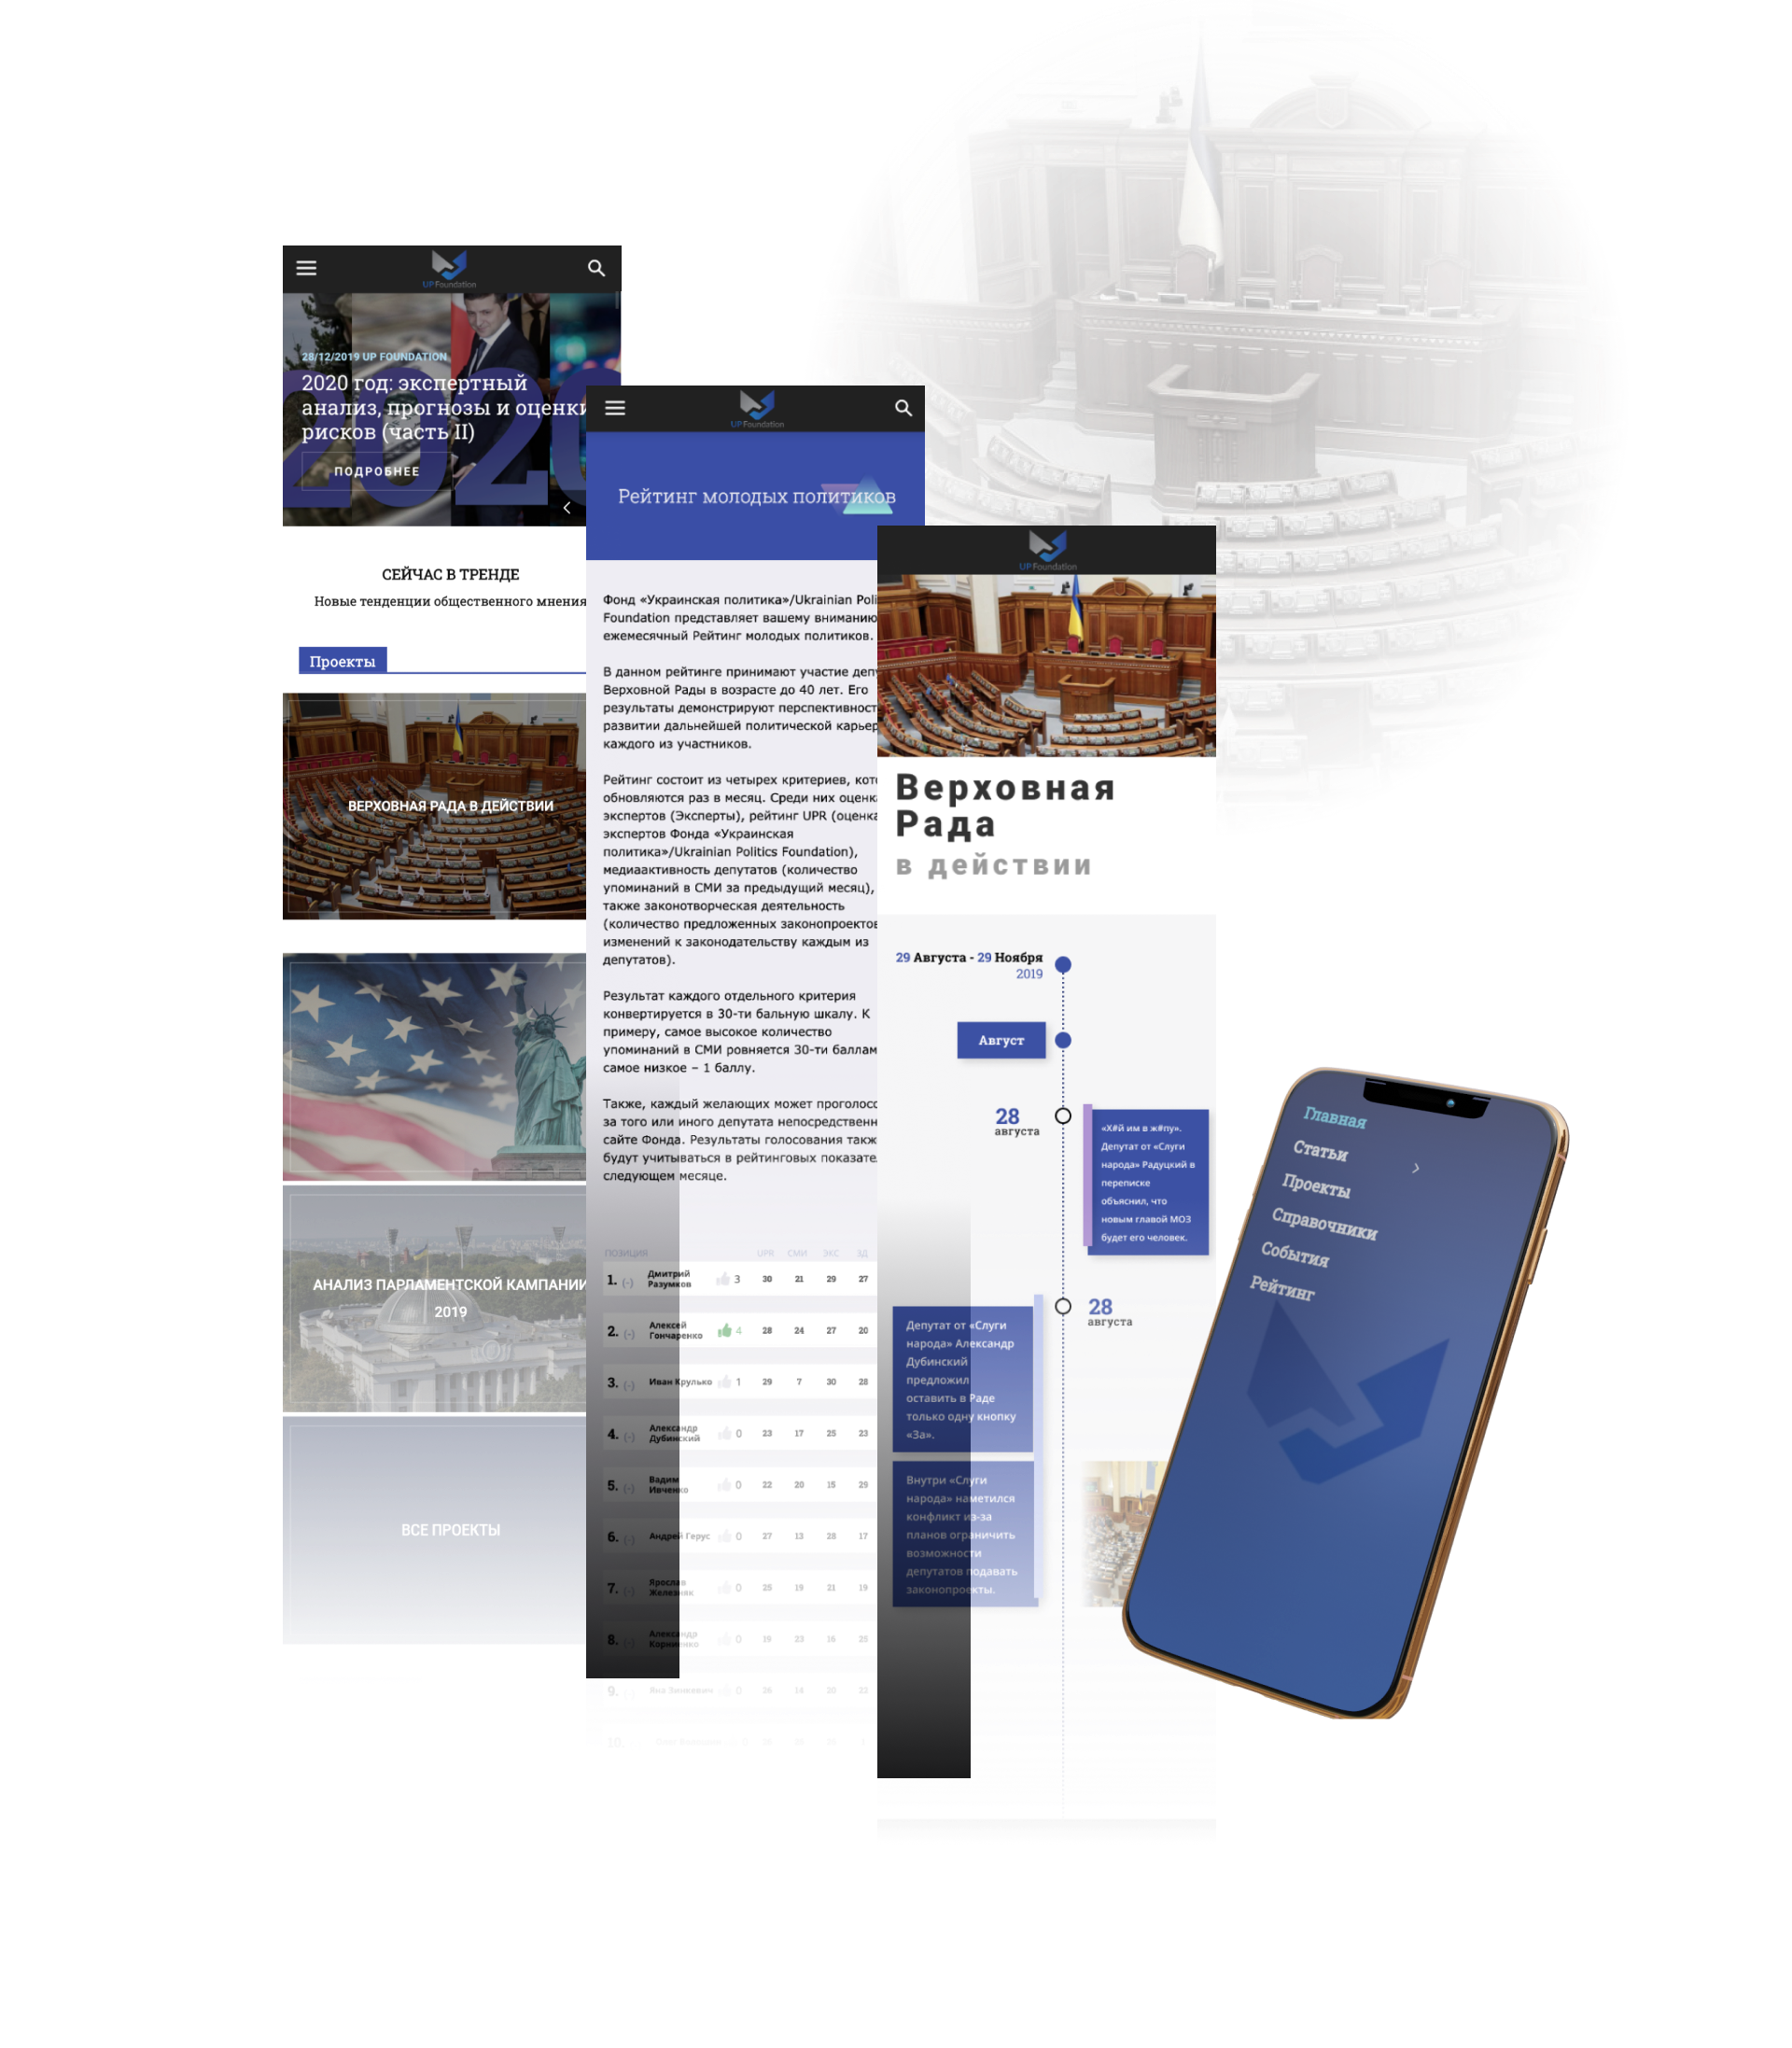 UP Foundation
28/12/2019 UP FOUNDATION
2020 год: экспертный
анализ, прогнозы и оценки
рисков (часть II)
2020
ПОДРОБНЕЕ
СЕЙЧАС В ТРЕНДЕ
Новые тенденции общественного мнения
Проекты
ВЕРХОВНАЯ РАДА В ДЕЙСТВИИ
АНАЛИЗ ПАРЛАМЕНТСКОЙ КАМПАНИИ
2019
ВСЕ ПРОЕКТЫ
UP Foundation
Рейтинг молодых политиков
Фонд «Украинская политика»/Ukrainian Poli
Foundation представляет вашему вниманию
ежемесячный Рейтинг молодых политиков.
В данном рейтинге принимают участие деп
Верховной Рады в возрасте до 40 лет. Его
результаты демонстрируют перспективност
развитии дальнейшей политической карьер
каждого из участников.
Рейтинг состоит из четырех критериев, кот
обновляются раз в месяц. Среди них оценк
экспертов (Эксперты), рейтинг UPR (оценка
экспертов Фонда «Украинская
политика»/Ukrainian Politics Foundation),
медиаактивность депутатов (количество
упоминаний в СМИ за предыдущий месяц),
также законотворческая деятельность
(количество предложенных законопроектов
изменений к законодательству каждым из
депутатов).
Результат каждого отдельного критерия
конвертируется в 30-ти бальную шкалу. К
примеру, самое высокое количество
упоминаний в СМИ ровняется 30-ти баллам
самое низкое – 1 баллу.
Также, каждый желающих может проголосо
за того или иного депутата непосредственн
сайте Фонда. Результаты голосования такж
будут учитываться в рейтинговых показате
следующем месяце.
ПОЗИЦИЯ UPR СМИ ЭКС ЗД
1. (-) Дмитрий Разумков 3 30 21 29 27
2. (-) Алексей Гончаренко 4 28 24 27 20
3. (-) Иван Крулько 1 29 7 30 28
4. (-) Александр Дубинский 0 23 17 25 23
5. (-) Вадим Ивченко 0 22 20 15 29
6. (-) Андрей Герус 0 27 13 28 17
7. (-) Ярослав Железняк 0 25 19 21 19
8. (-) Александр Корниенко 0 19 23 16 25
9. (-) Яна Зинкевич 0 26 14 20 22
10.
UP Foundation
Верховная
Рада
в действии
29 Августа - 29 Ноября
2019
Август
28
августа
«Х#й им в ж#пу».
Депутат от «Слуги
народа» Радуцкий в
переписке
объяснил, что
новым главой МОЗ
будет его человек.
28
августа
Депутат от «Слуги
народа» Александр
Дубинский
предложил
оставить в Раде
только одну кнопку
«За».
Внутри «Слуги
народа» наметился
конфликт из-за
планов ограничить
возможности
депутатов подавать
законопроекты.
Главная
Статьи
Проекты
Справочники
События
Рейтинг